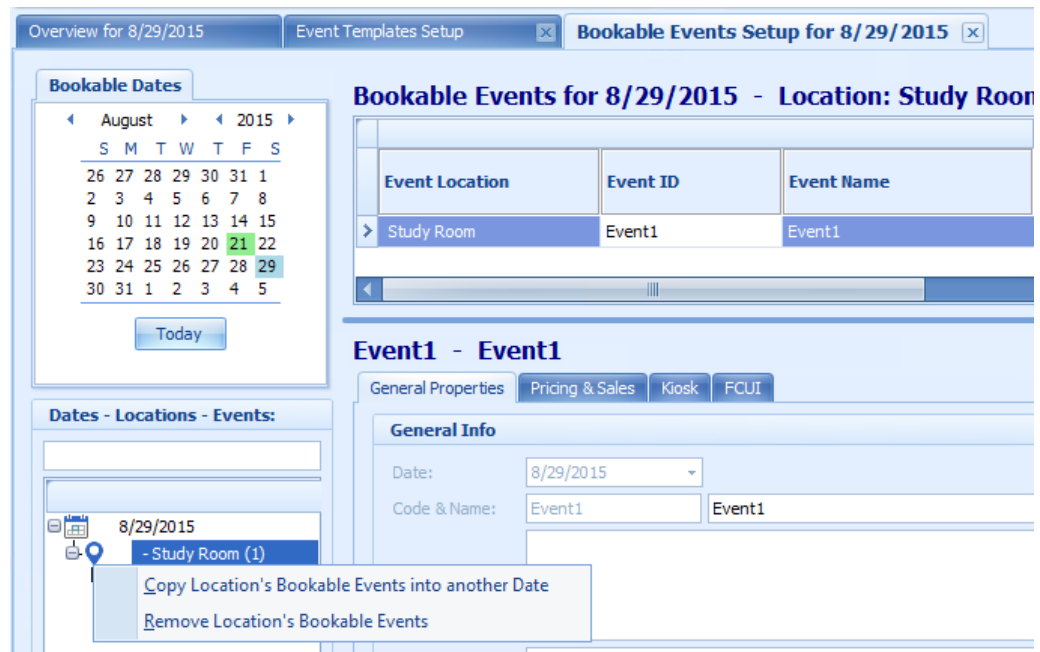 Overview for 8/29/2015
Event Templates Setup
Bookable Events Setup for 8/29/2015
Bookable Dates
August 2015
S M T W T F S
26 27 28 29 30 31 1
2 3 4 5 6 7 8
9 10 11 12 13 14 15
16 17 18 19 20 21 22
23 24 25 26 27 28 29
30 31 1 2 3 4 5
Today
Dates - Locations - Events:
8/29/2015
- Study Room (1)
Copy Location's Bookable Events into another Date
Remove Location's Bookable Events
Bookable Events for 8/29/2015 - Location: Study Room
Event Location Event ID Event Name
Study Room Event1 Event1
Event1 - Event1
General Properties Pricing & Sales Kiosk FCUI
General Info
Date: 8/29/2015
Code & Name: Event1 Event1